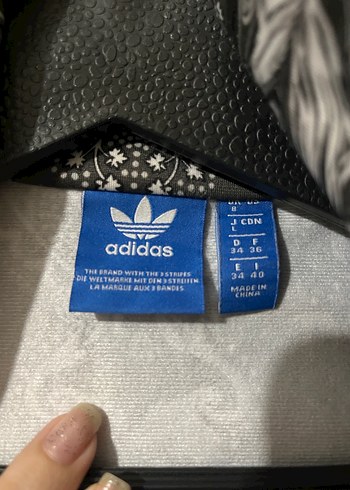 adidas
THE BRAND WITH THE 3 STRIPES
DIE WELTMARKE MIT DEN 3 STREIFEN
LA MARQUE AUX 3 BANDES
8
J CDN
L
D F
34 36
E I
34 40
MADE IN
CHINA